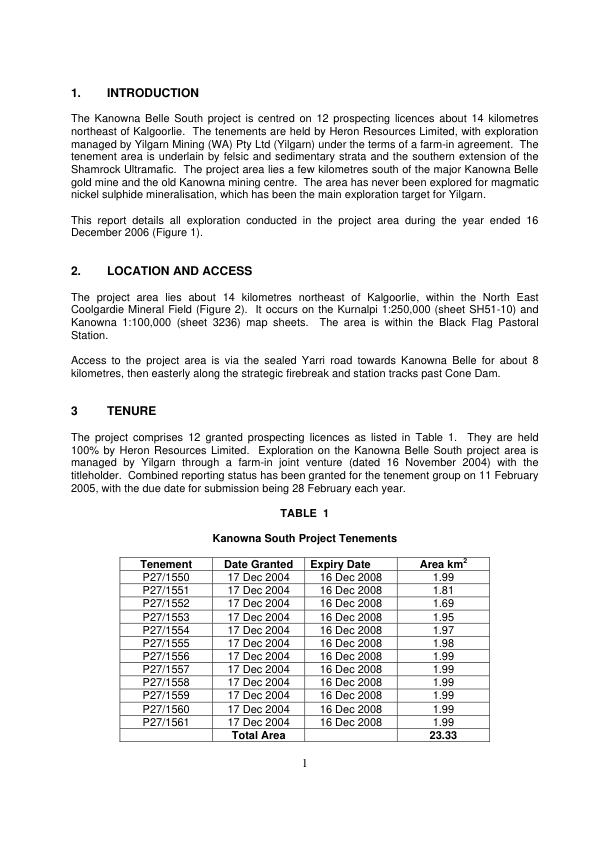 1. INTRODUCTION
The Kanowna Belle South project is centred on 12 prospecting licences about 14 kilometres
northeast of Kalgoorlie. The tenements are held by Heron Resources Limited, with exploration
managed by Yilgarn Mining (WA) Pty Ltd (Yilgarn) under the terms of a farm-in agreement. The
tenement area is underlain by felsic and sedimentary strata and the southern extension of the
Shamrock Ultramafic. The project area lies a few kilometres south of the major Kanowna Belle
gold mine and the old Kanowna mining centre. The area has never been explored for magmatic
nickel sulphide mineralisation, which has been the main exploration target for Yilgarn.
This report details all exploration conducted in the project area during the year ended 16
December 2006 (Figure 1).
2. LOCATION AND ACCESS
The project area lies about 14 kilometres northeast of Kalgoorlie, within the North East
Coolgardie Mineral Field (Figure 2). It occurs on the Kurnalpi 1:250,000 (sheet SH51-10) and
Kanowna 1:100,000 (sheet 3236) map sheets. The area is within the Black Flag Pastoral
Station.
Access to the project area is via the sealed Yarri road towards Kanowna Belle for about 8
kilometres, then easterly along the strategic firebreak and station tracks past Cone Dam.
3 TENURE
The project comprises 12 granted prospecting licences as listed in Table 1. They are held
100% by Heron Resources Limited. Exploration on the Kanowna Belle South project area is
managed by Yilgarn through a farm-in joint venture (dated 16 November 2004) with the
titleholder. Combined reporting status has been granted for the tenement group on 11 February
2005, with the due date for submission being 28 February each year.
TABLE 1
Kanowna South Project Tenements
Tenement Date Granted Expiry Date Area km²
P27/1550 17 Dec 2004 16 Dec 2008 1.99
P27/1551 17 Dec 2004 16 Dec 2008 1.81
P27/1552 17 Dec 2004 16 Dec 2008 1.69
P27/1553 17 Dec 2004 16 Dec 2008 1.95
P27/1554 17 Dec 2004 16 Dec 2008 1.97
P27/1555 17 Dec 2004 16 Dec 2008 1.98
P27/1556 17 Dec 2004 16 Dec 2008 1.99
P27/1557 17 Dec 2004 16 Dec 2008 1.99
P27/1558 17 Dec 2004 16 Dec 2008 1.99
P27/1559 17 Dec 2004 16 Dec 2008 1.99
P27/1560 17 Dec 2004 16 Dec 2008 1.99
P27/1561 17 Dec 2004 16 Dec 2008 1.99
Total Area 23.33
1